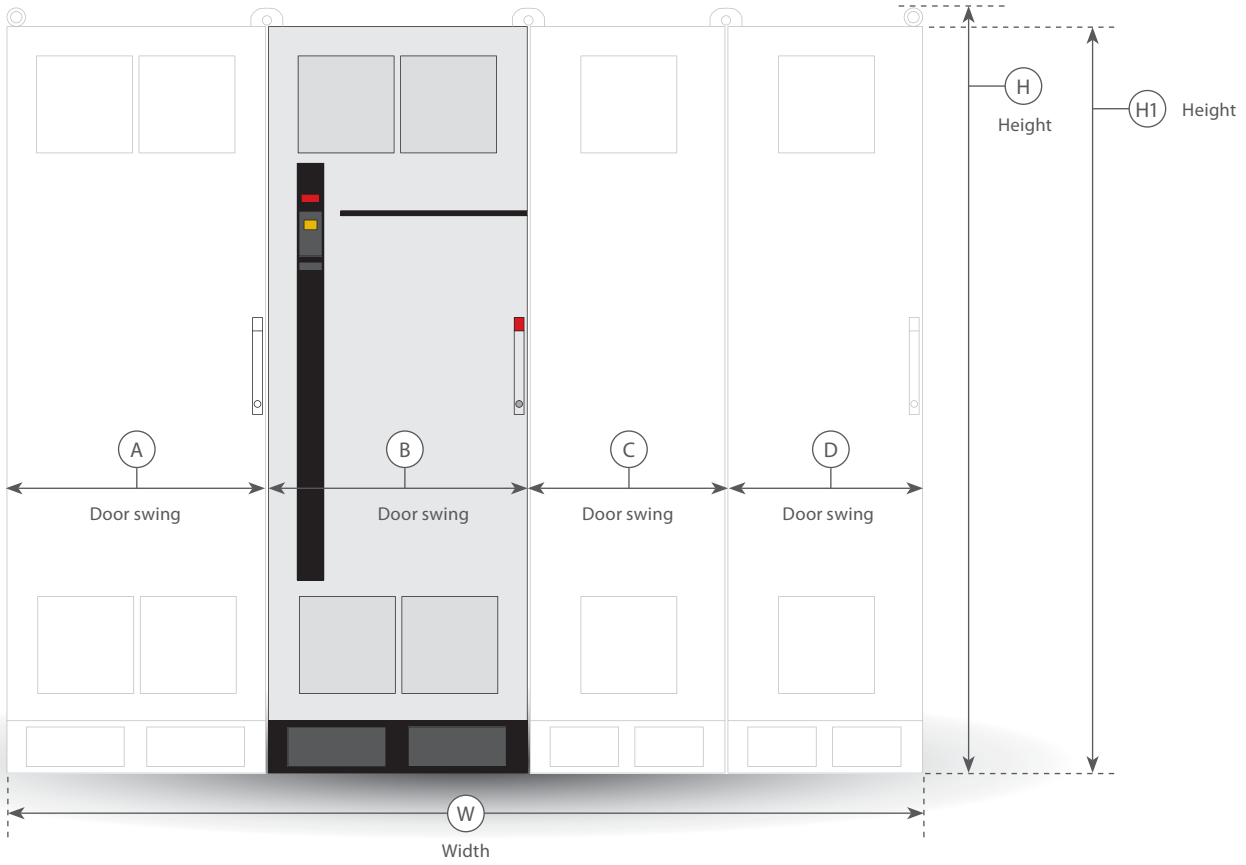 H
Height
H1 Height
A
B
C
D
Door swing
Door swing
Door swing
Door swing
W
Width